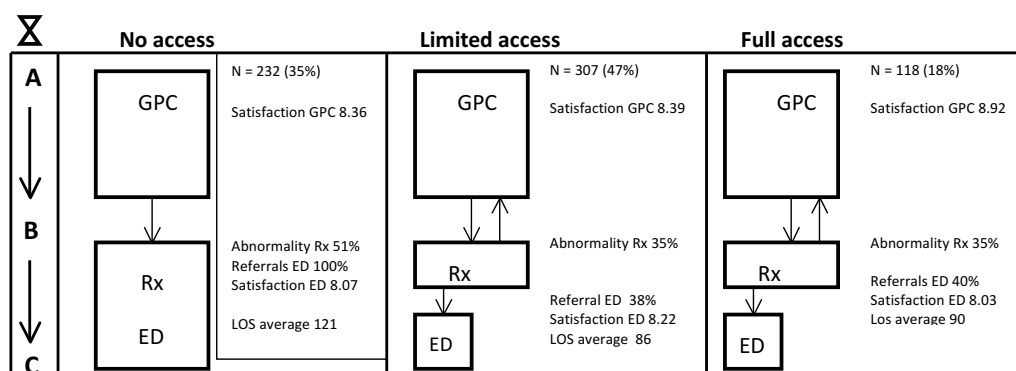 No access
Limited access
Full access
A
GPC
N = 232 (35%)
Satisfaction GPC 8.36
GPC
N = 307 (47%)
Satisfaction GPC 8.39
GPC
N = 118 (18%)
Satisfaction GPC 8.92
B
Rx
ED
Abnormality Rx 51%
Referrals ED 100%
Satisfaction ED 8.07
LOS average 121
Rx
Abnormality Rx 35%
ED
Referral ED 38%
Satisfaction ED 8.22
LOS average 86
Rx
Abnormality Rx 35%
ED
Referrals ED 40%
Satisfaction ED 8.03
Los average 90
C